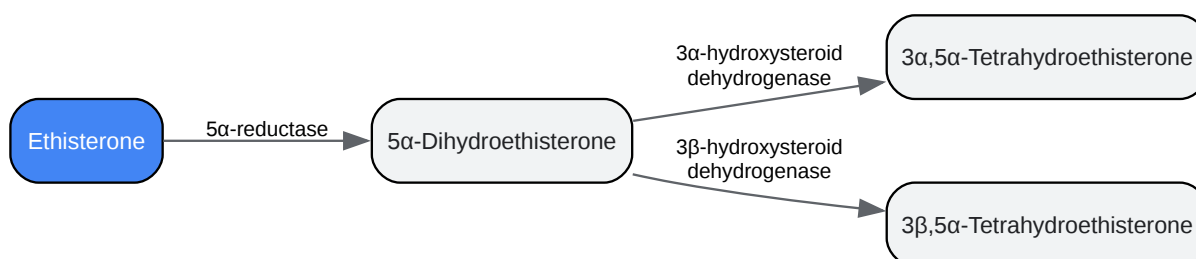 Ethisterone
5α-reductase
5α-Dihydroethisterone
3α-hydroxysteroid
dehydrogenase
3α,5α-Tetrahydroethisterone
3β-hydroxysteroid
dehydrogenase
3β,5α-Tetrahydroethisterone